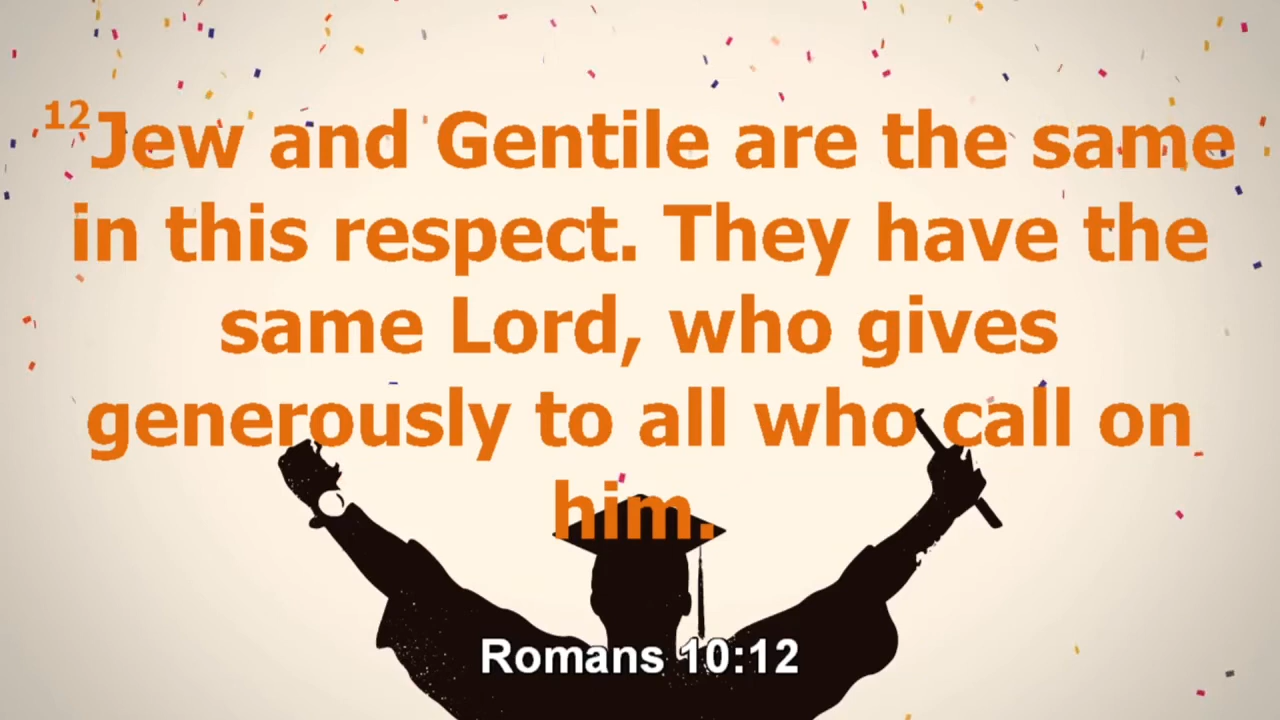 12Jew and Gentile are the same
in this respect. They have the
same Lord, who gives
generously to all who call on
him.
Romans 10:12